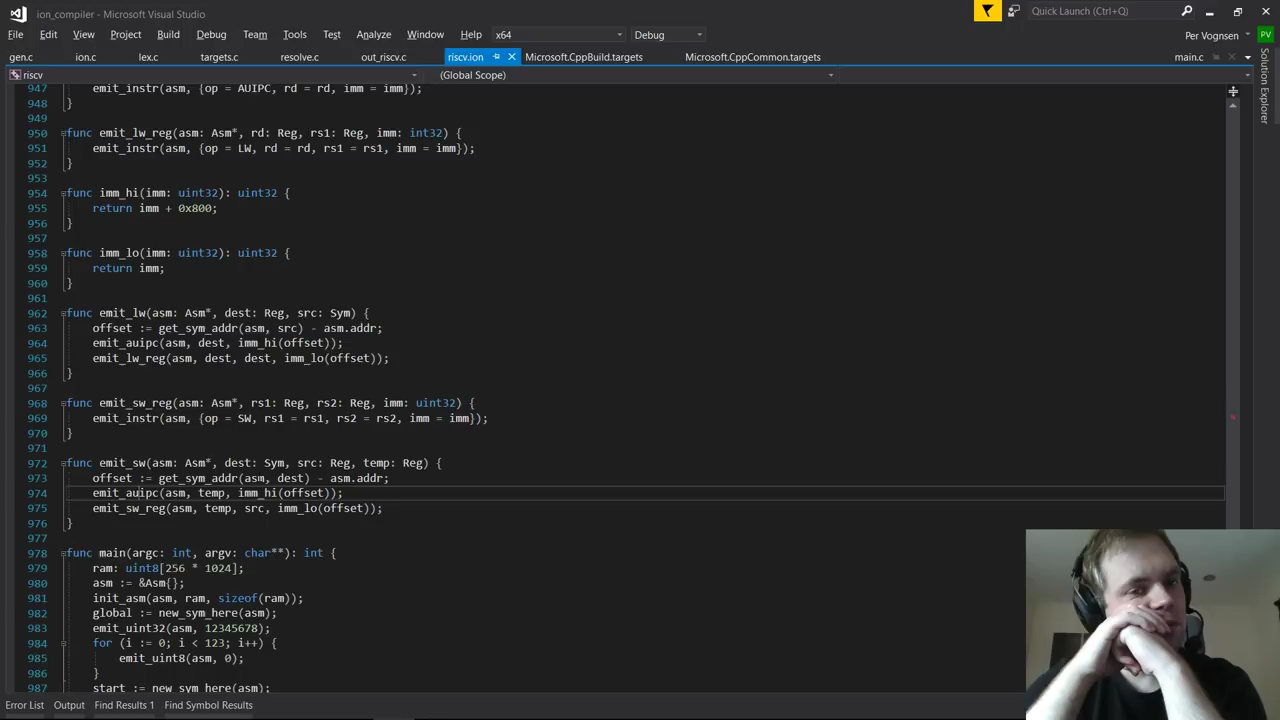 ion_compiler - Microsoft Visual Studio
Quick Launch (Ctrl+Q)
File Edit View Project Build Debug Team Tools Test Analyze Window Help x64 Debug
Per Vognsen PV
gen.c ion.c lex.c targets.c resolve.c out_riscv.c riscv.ion Microsoft.CppBuild.targets Microsoft.CppCommon.targets main.c
riscv (Global Scope)
Solution Explorer
947 emit_instr(asm, {op = AUIPC, rd = rd, imm = imm});
948 }
949
950 func emit_lw_reg(asm: Asm*, rd: Reg, rs1: Reg, imm: int32) {
951 emit_instr(asm, {op = LW, rd = rd, rs1 = rs1, imm = imm});
952 }
953
954 func imm_hi(imm: uint32): uint32 {
955 return imm + 0x800;
956 }
957
958 func imm_lo(imm: uint32): uint32 {
959 return imm;
960 }
961
962 func emit_lw(asm: Asm*, dest: Reg, src: Sym) {
963 offset := get_sym_addr(asm, src) - asm.addr;
964 emit_auipc(asm, dest, imm_hi(offset));
965 emit_lw_reg(asm, dest, dest, imm_lo(offset));
966 }
967
968 func emit_sw_reg(asm: Asm*, rs1: Reg, rs2: Reg, imm: uint32) {
969 emit_instr(asm, {op = SW, rs1 = rs1, rs2 = rs2, imm = imm});
970 }
971
972 func emit_sw(asm: Asm*, dest: Sym, src: Reg, temp: Reg) {
973 offset := get_sym_addr(asm, dest) - asm.addr;
974 emit_auipc(asm, temp, imm_hi(offset));
975 emit_sw_reg(asm, temp, src, imm_lo(offset));
976 }
977
978 func main(argc: int, argv: char**): int {
979 ram: uint8[256 * 1024];
980 asm := &Asm{};
981 init_asm(asm, ram, sizeof(ram));
982 global := new_sym_here(asm);
983 emit_uint32(asm, 12345678);
984 for (i := 0; i < 123; i++) {
985 emit_uint8(asm, 0);
986 }
987 start := new_sym_here(asm);
Error List Output Find Results 1 Find Symbol Results